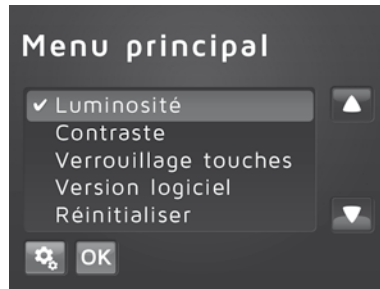 Menu principal
✔ Luminosité
Contraste
Verrouillage touches
Version logiciel
Réinitialiser
OK